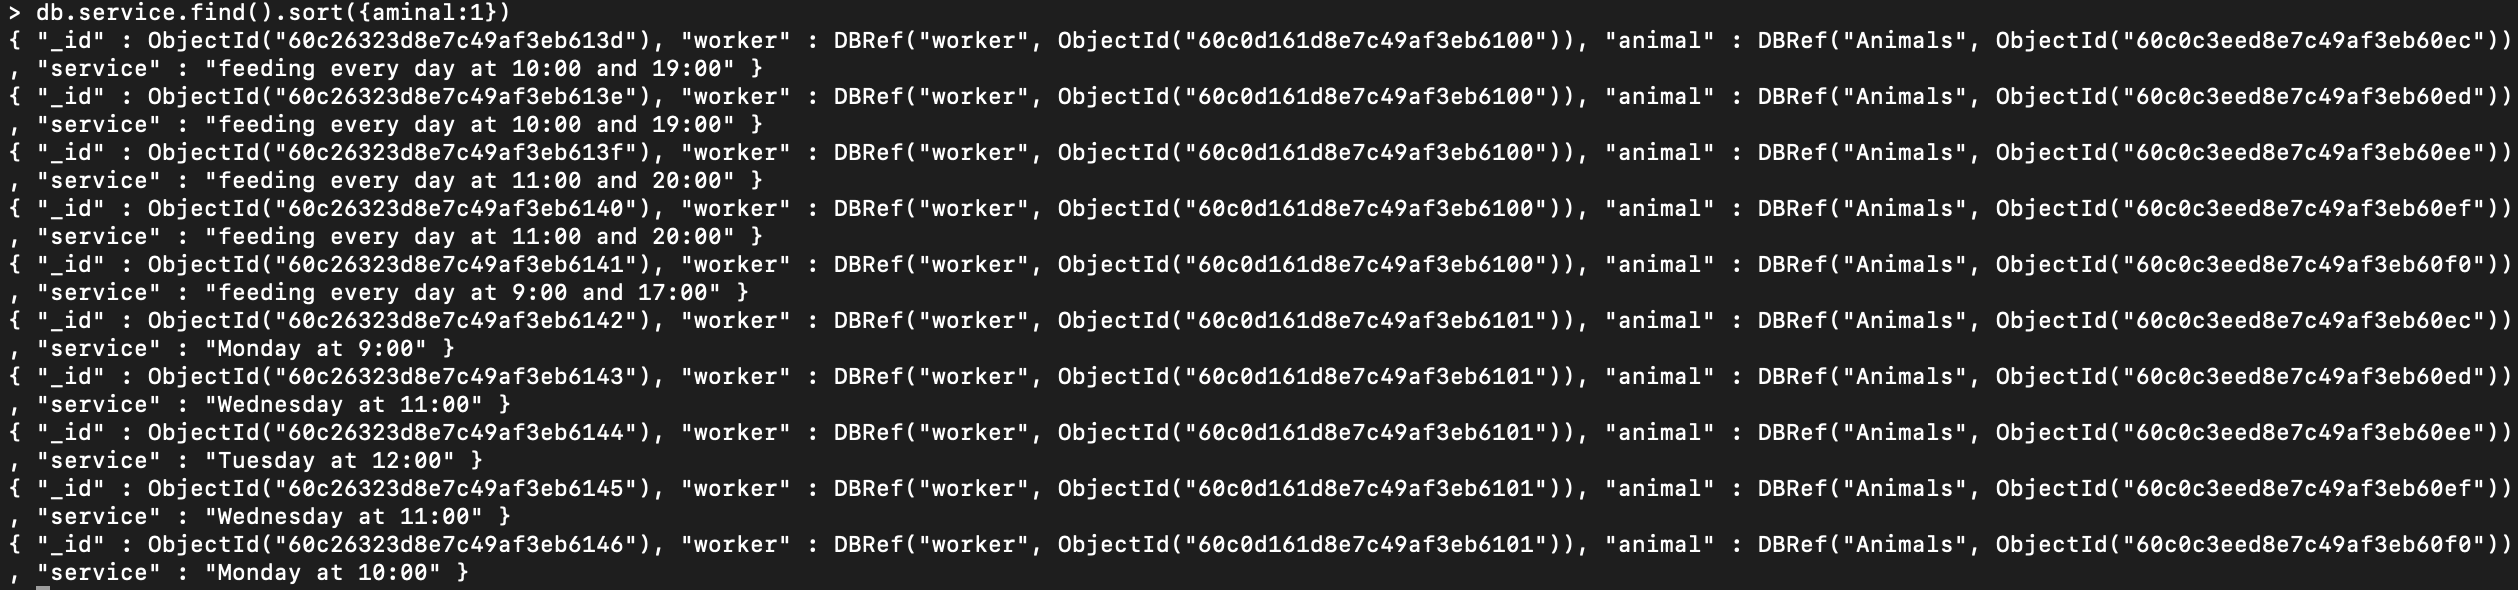 > db.service.find().sort({aminal:1})
{ "_id" : ObjectId("60c26323d8e7c49af3eb613d"), "worker" : DBRef("worker", ObjectId("60c0d161d8e7c49af3eb6100")), "animal" : DBRef("Animals", ObjectId("60c0c3eed8e7c49af3eb60ec"))
, "service" : "feeding every day at 10:00 and 19:00" }
{ "_id" : ObjectId("60c26323d8e7c49af3eb613e"), "worker" : DBRef("worker", ObjectId("60c0d161d8e7c49af3eb6100")), "animal" : DBRef("Animals", ObjectId("60c0c3eed8e7c49af3eb60ed"))
, "service" : "feeding every day at 10:00 and 19:00" }
{ "_id" : ObjectId("60c26323d8e7c49af3eb613f"), "worker" : DBRef("worker", ObjectId("60c0d161d8e7c49af3eb6100")), "animal" : DBRef("Animals", ObjectId("60c0c3eed8e7c49af3eb60ee"))
, "service" : "feeding every day at 11:00 and 20:00" }
{ "_id" : ObjectId("60c26323d8e7c49af3eb6140"), "worker" : DBRef("worker", ObjectId("60c0d161d8e7c49af3eb6100")), "animal" : DBRef("Animals", ObjectId("60c0c3eed8e7c49af3eb60ef"))
, "service" : "feeding every day at 11:00 and 20:00" }
{ "_id" : ObjectId("60c26323d8e7c49af3eb6141"), "worker" : DBRef("worker", ObjectId("60c0d161d8e7c49af3eb6100")), "animal" : DBRef("Animals", ObjectId("60c0c3eed8e7c49af3eb60f0"))
, "service" : "feeding every day at 9:00 and 17:00" }
{ "_id" : ObjectId("60c26323d8e7c49af3eb6142"), "worker" : DBRef("worker", ObjectId("60c0d161d8e7c49af3eb6101")), "animal" : DBRef("Animals", ObjectId("60c0c3eed8e7c49af3eb60ec"))
, "service" : "Monday at 9:00" }
{ "_id" : ObjectId("60c26323d8e7c49af3eb6143"), "worker" : DBRef("worker", ObjectId("60c0d161d8e7c49af3eb6101")), "animal" : DBRef("Animals", ObjectId("60c0c3eed8e7c49af3eb60ed"))
, "service" : "Wednesday at 11:00" }
{ "_id" : ObjectId("60c26323d8e7c49af3eb6144"), "worker" : DBRef("worker", ObjectId("60c0d161d8e7c49af3eb6101")), "animal" : DBRef("Animals", ObjectId("60c0c3eed8e7c49af3eb60ee"))
, "service" : "Tuesday at 12:00" }
{ "_id" : ObjectId("60c26323d8e7c49af3eb6145"), "worker" : DBRef("worker", ObjectId("60c0d161d8e7c49af3eb6101")), "animal" : DBRef("Animals", ObjectId("60c0c3eed8e7c49af3eb60ef"))
, "service" : "Wednesday at 11:00" }
{ "_id" : ObjectId("60c26323d8e7c49af3eb6146"), "worker" : DBRef("worker", ObjectId("60c0d161d8e7c49af3eb6101")), "animal" : DBRef("Animals", ObjectId("60c0c3eed8e7c49af3eb60f0"))
, "service" : "Monday at 10:00" }